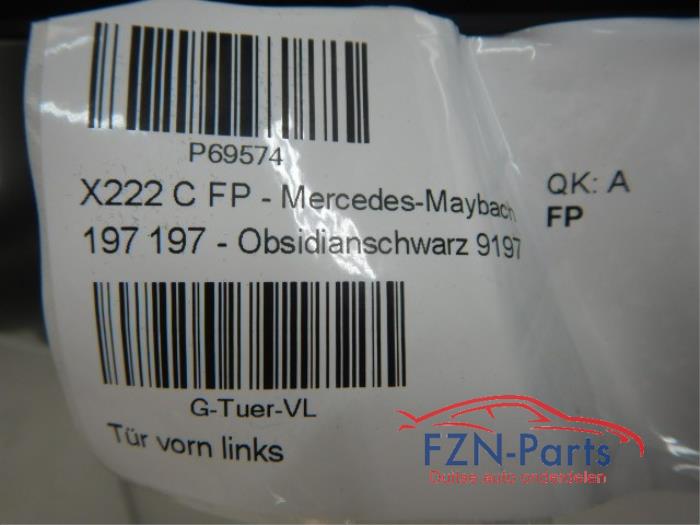 P69574
X222 C FP - Mercedes-Maybach
QK: A
197 197 - Obsidianschwarz 9197
FP
G-Tuer-VL
Tür vorn links
FZN-Parts
Duitse auto onderdelen